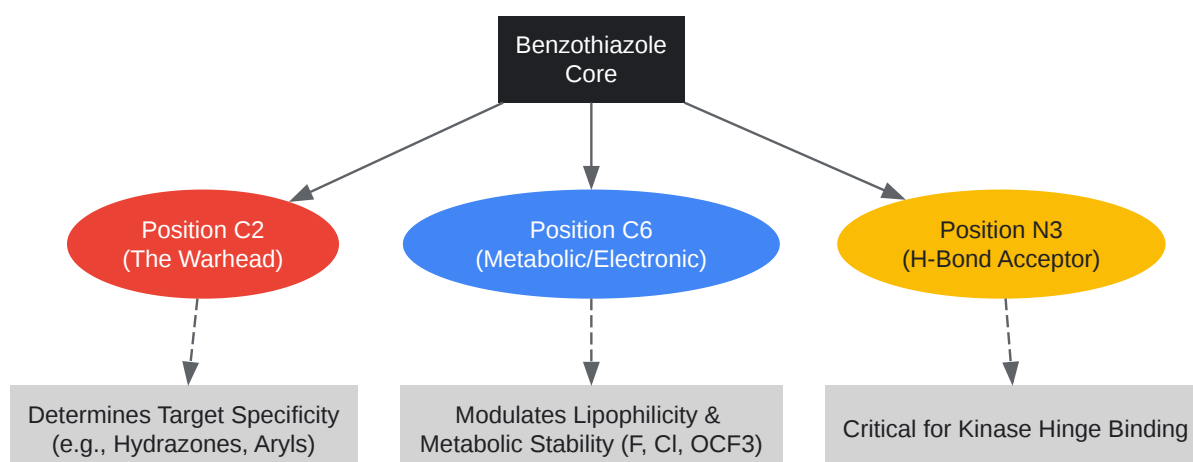 Benzothiazole
Core
Position C2
(The Warhead)
Position C6
(Metabolic/Electronic)
Position N3
(H-Bond Acceptor)
Determines Target Specificity
(e.g., Hydrazones, Aryls)
Modulates Lipophilicity &
Metabolic Stability (F, Cl, OCF3)
Critical for Kinase Hinge Binding